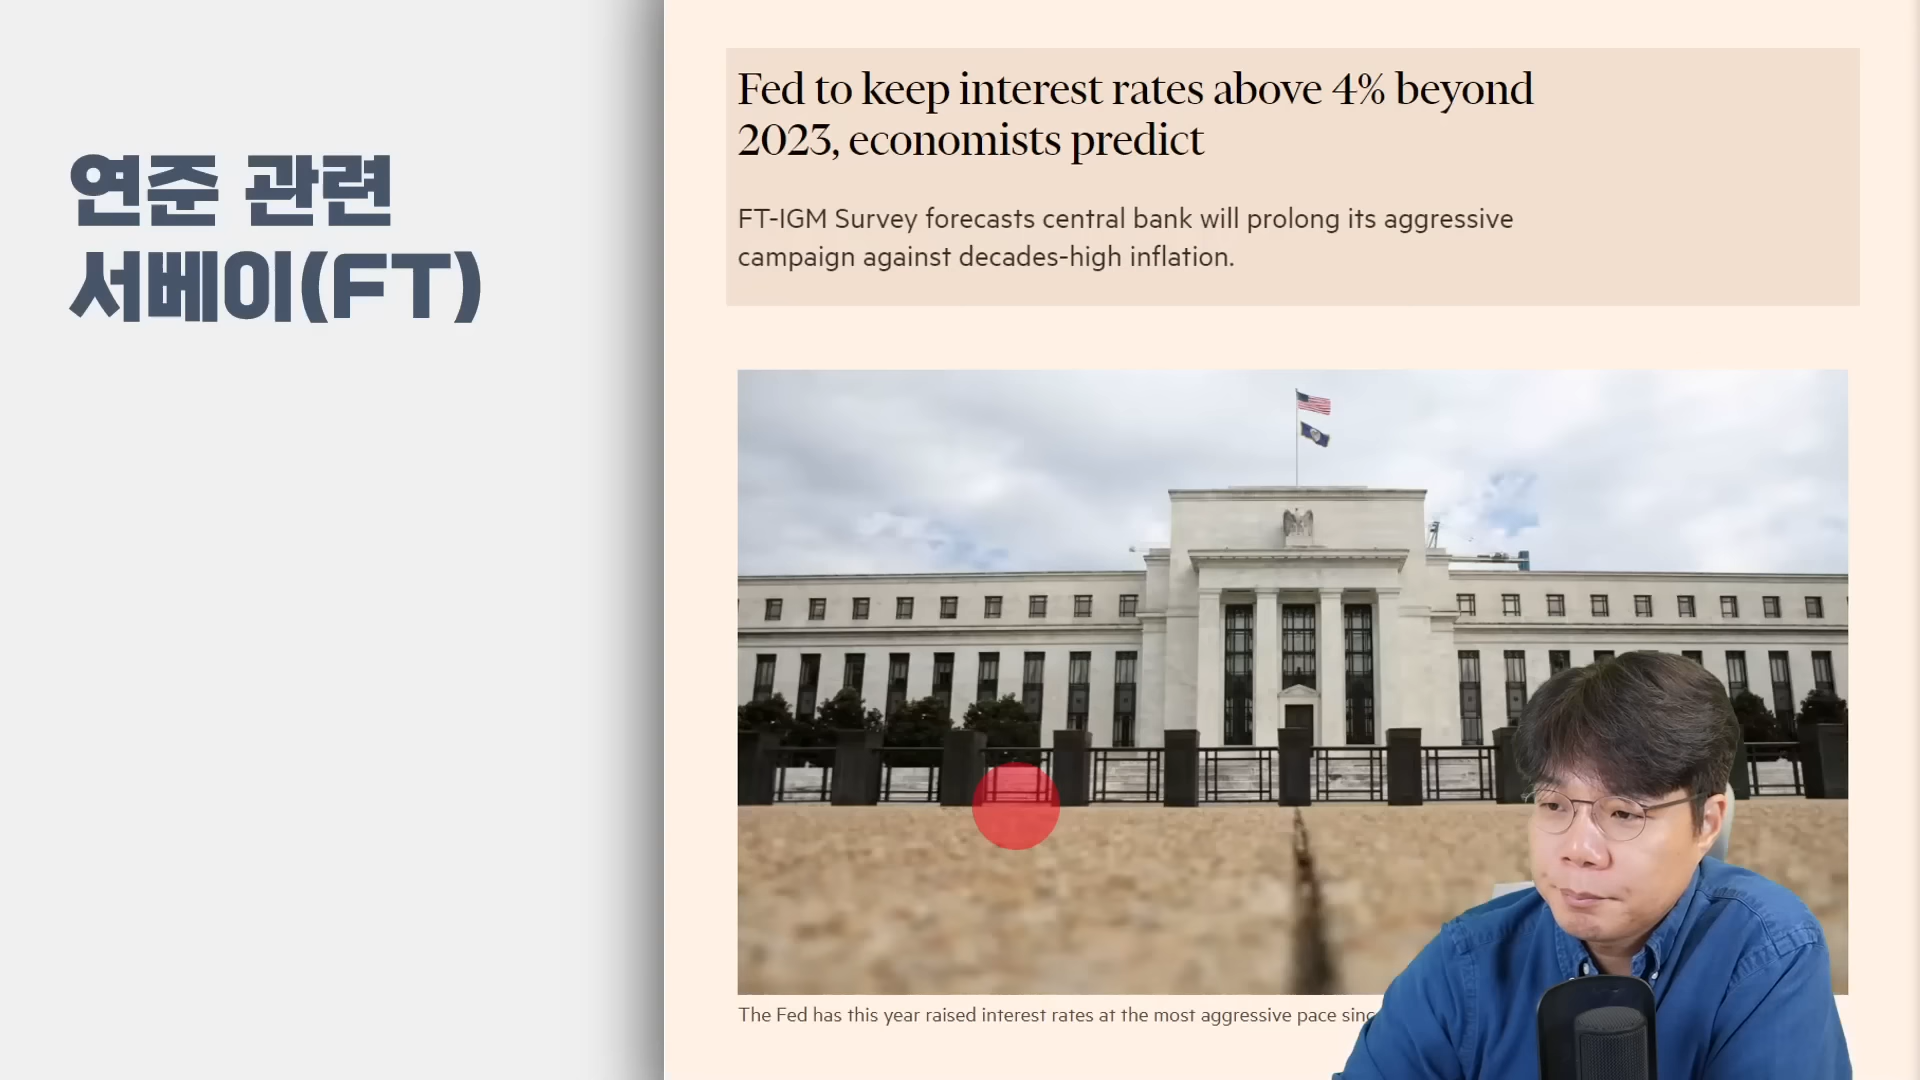 연준 관련
서베이(FT)
Fed to keep interest rates above 4% beyond
2023, economists predict
FT-IGM Survey forecasts central bank will prolong its aggressive
campaign against decades-high inflation.
The Fed has this year raised interest rates at the most aggressive pace sinc